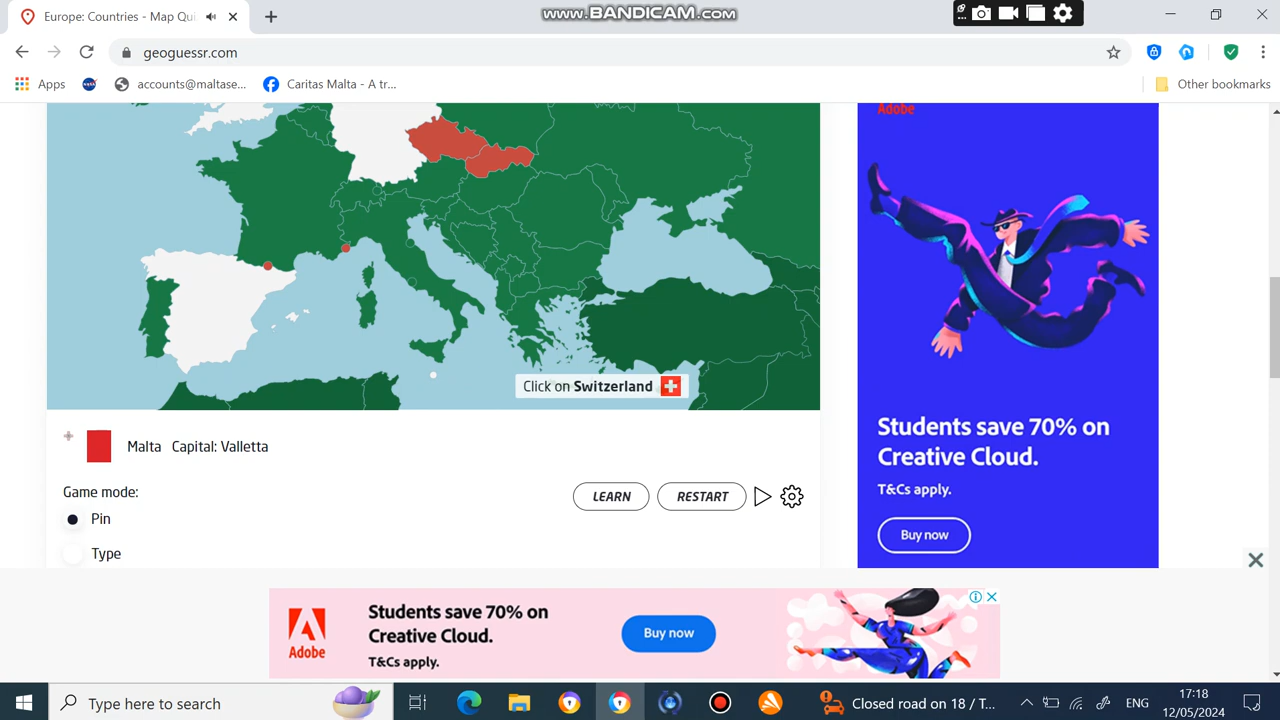 Europe: Countries - Map Qui
www.BANDICAM.com
geoguessr.com
Apps
accounts@maltase...
Caritas Malta - A tr...
Other bookmarks
Adobe
Click on Switzerland
Malta Capital: Valletta
Game mode:
LEARN
RESTART
Pin
Type
Students save 70% on
Creative Cloud.
T&Cs apply.
Buy now
Adobe
Students save 70% on
Creative Cloud.
T&Cs apply.
Buy now
Type here to search
Closed road on 18 / T...
ENG
17:18
12/05/2024